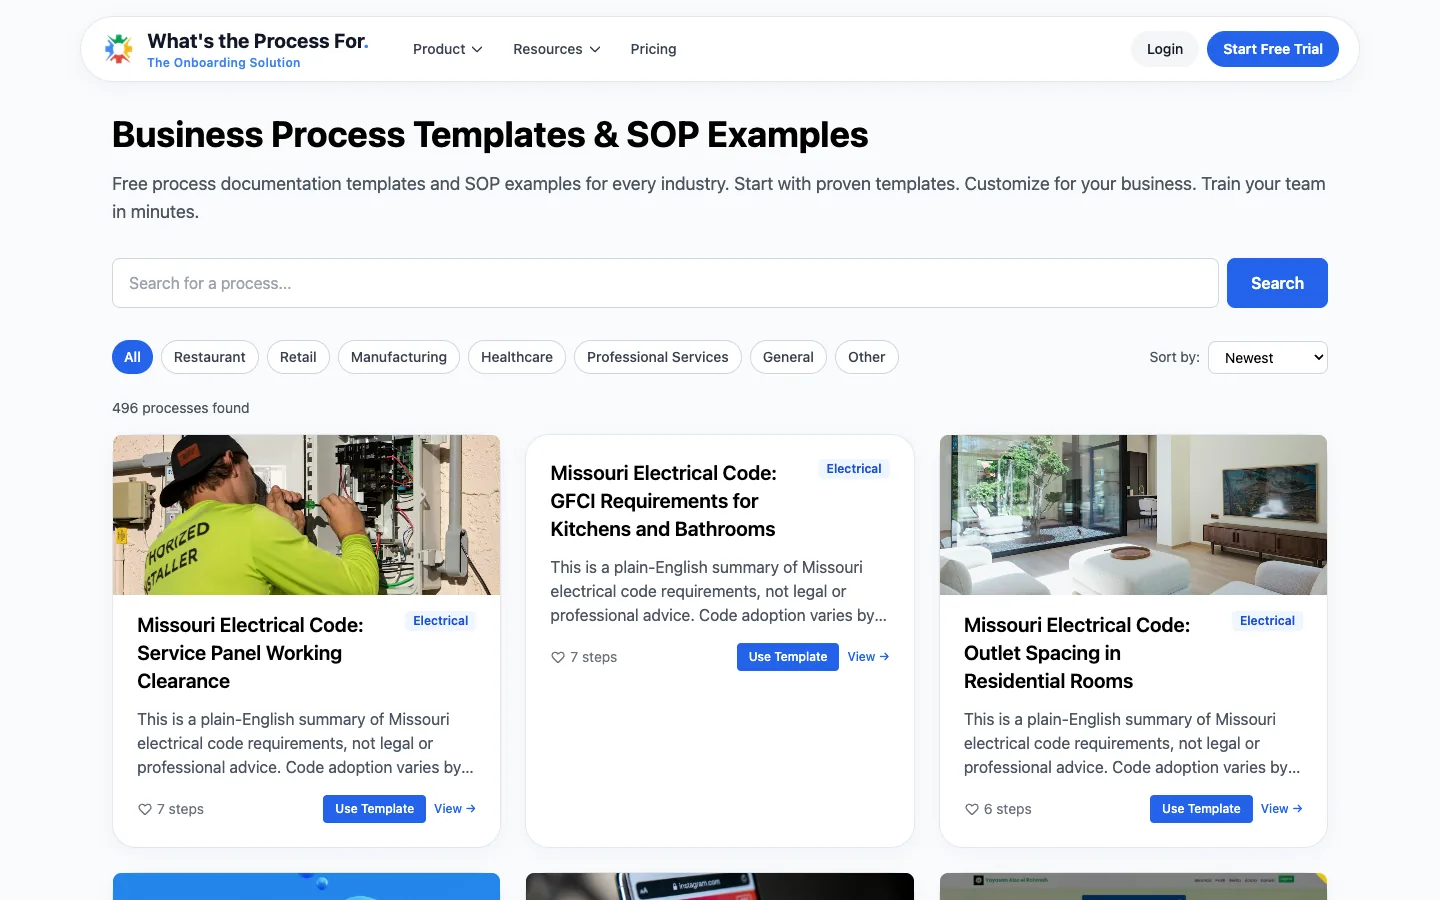 What's the Process For.
The Onboarding Solution
Product
Resources
Pricing
Login
Start Free Trial
Business Process Templates & SOP Examples
Free process documentation templates and SOP examples for every industry. Start with proven templates. Customize for your business. Train your team
in minutes.
Search for a process...
Search
All
Restaurant
Retail
Manufacturing
Healthcare
Professional Services
General
Other
Sort by:
Newest
496 processes found
Missouri Electrical Code:
Service Panel Working
Clearance
Electrical
This is a plain-English summary of Missouri
electrical code requirements, not legal or
professional advice. Code adoption varies by...
7 steps
Use Template
View →
Missouri Electrical Code:
GFCI Requirements for
Kitchens and Bathrooms
Electrical
This is a plain-English summary of Missouri
electrical code requirements, not legal or
professional advice. Code adoption varies by...
7 steps
Use Template
View →
Missouri Electrical Code:
Outlet Spacing in
Residential Rooms
Electrical
This is a plain-English summary of Missouri
electrical code requirements, not legal or
professional advice. Code adoption varies by...
6 steps
Use Template
View →
instagram.com